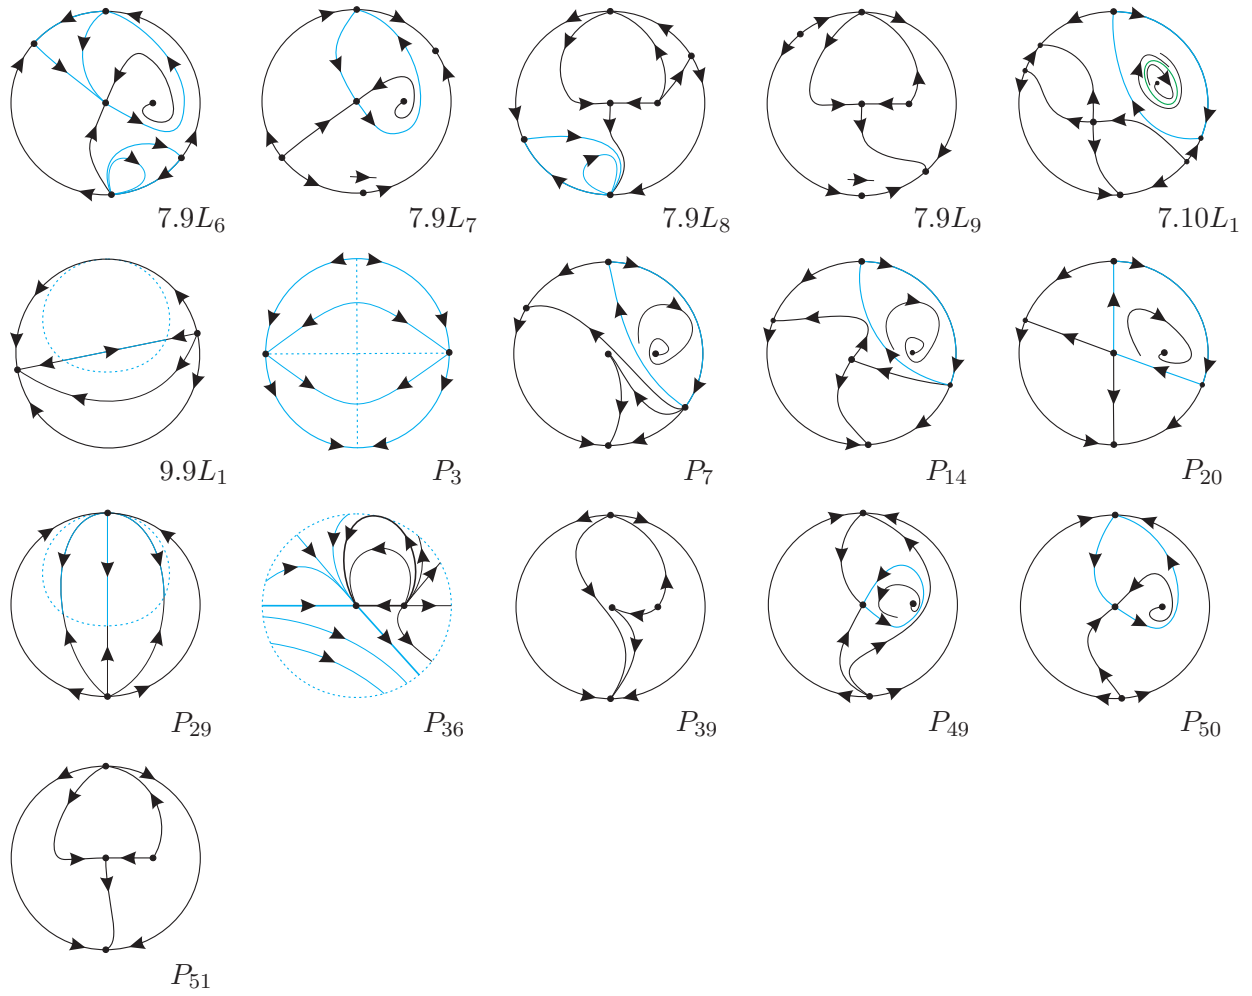 7.9L₆ 7.9L₇ 7.9L₈ 7.9L₉ 7.10L₁
9.9L₁ P₃ P₇ P₁₄ P₂₀
P₂₉ P₃₆ P₃₉ P₄₉ P₅₀
P₅₁